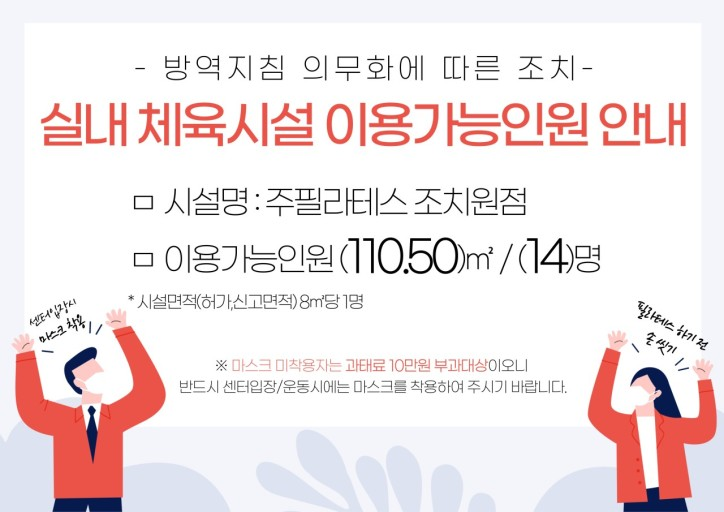 - 방역지침 의무화에 따른 조치-
실내 체육시설 이용가능인원 안내
ㅁ 시설명 : 주필라테스 조치원점
ㅁ 이용가능인원 (110.50)㎡ / (14)명
* 시설면적(허가,신고면적) 8㎡당 1명
센터입장시
마스크 착용
필라테스 하기 전
손 씻기
※ 마스크 미착용자는 과태료 10만원 부과대상이오니
반드시 센터입장/운동시에는 마스크를 착용하여 주시기 바랍니다.